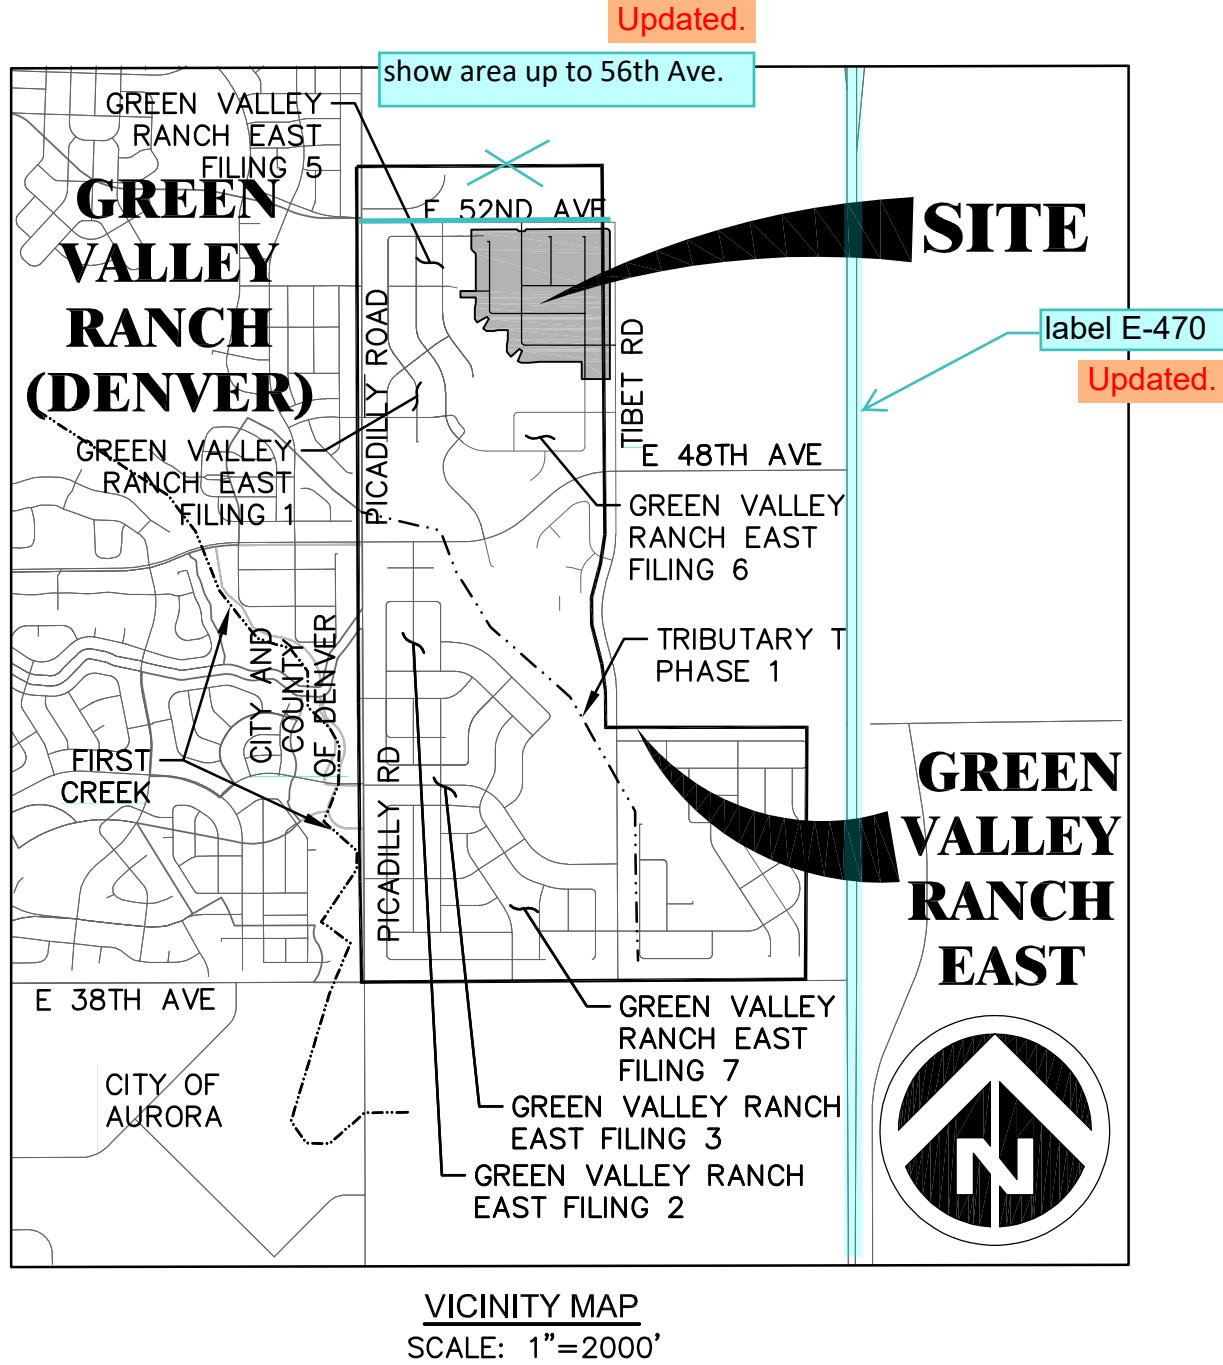 Updated.
show area up to 56th Ave.
GREEN VALLEY
RANCH EAST
FILING 5
GREEN
VALLEY
RANCH
(DENVER)
E 52ND AVE
SITE
label E-470
Updated.
PICADILLY ROAD
TIBET RD
E 48TH AVE
GREEN VALLEY
RANCH EAST
FILING 1
GREEN VALLEY
RANCH EAST
FILING 6
TRIBUTARY T
PHASE 1
CITY AND
COUNTY
OF DENVER
FIRST
CREEK
PICADILLY RD
GREEN
VALLEY
RANCH
EAST
E 38TH AVE
GREEN VALLEY
RANCH EAST
FILING 7
CITY OF
AURORA
GREEN VALLEY RANCH
EAST FILING 3
GREEN VALLEY RANCH
EAST FILING 2
N
VICINITY MAP
SCALE: 1"=2000'